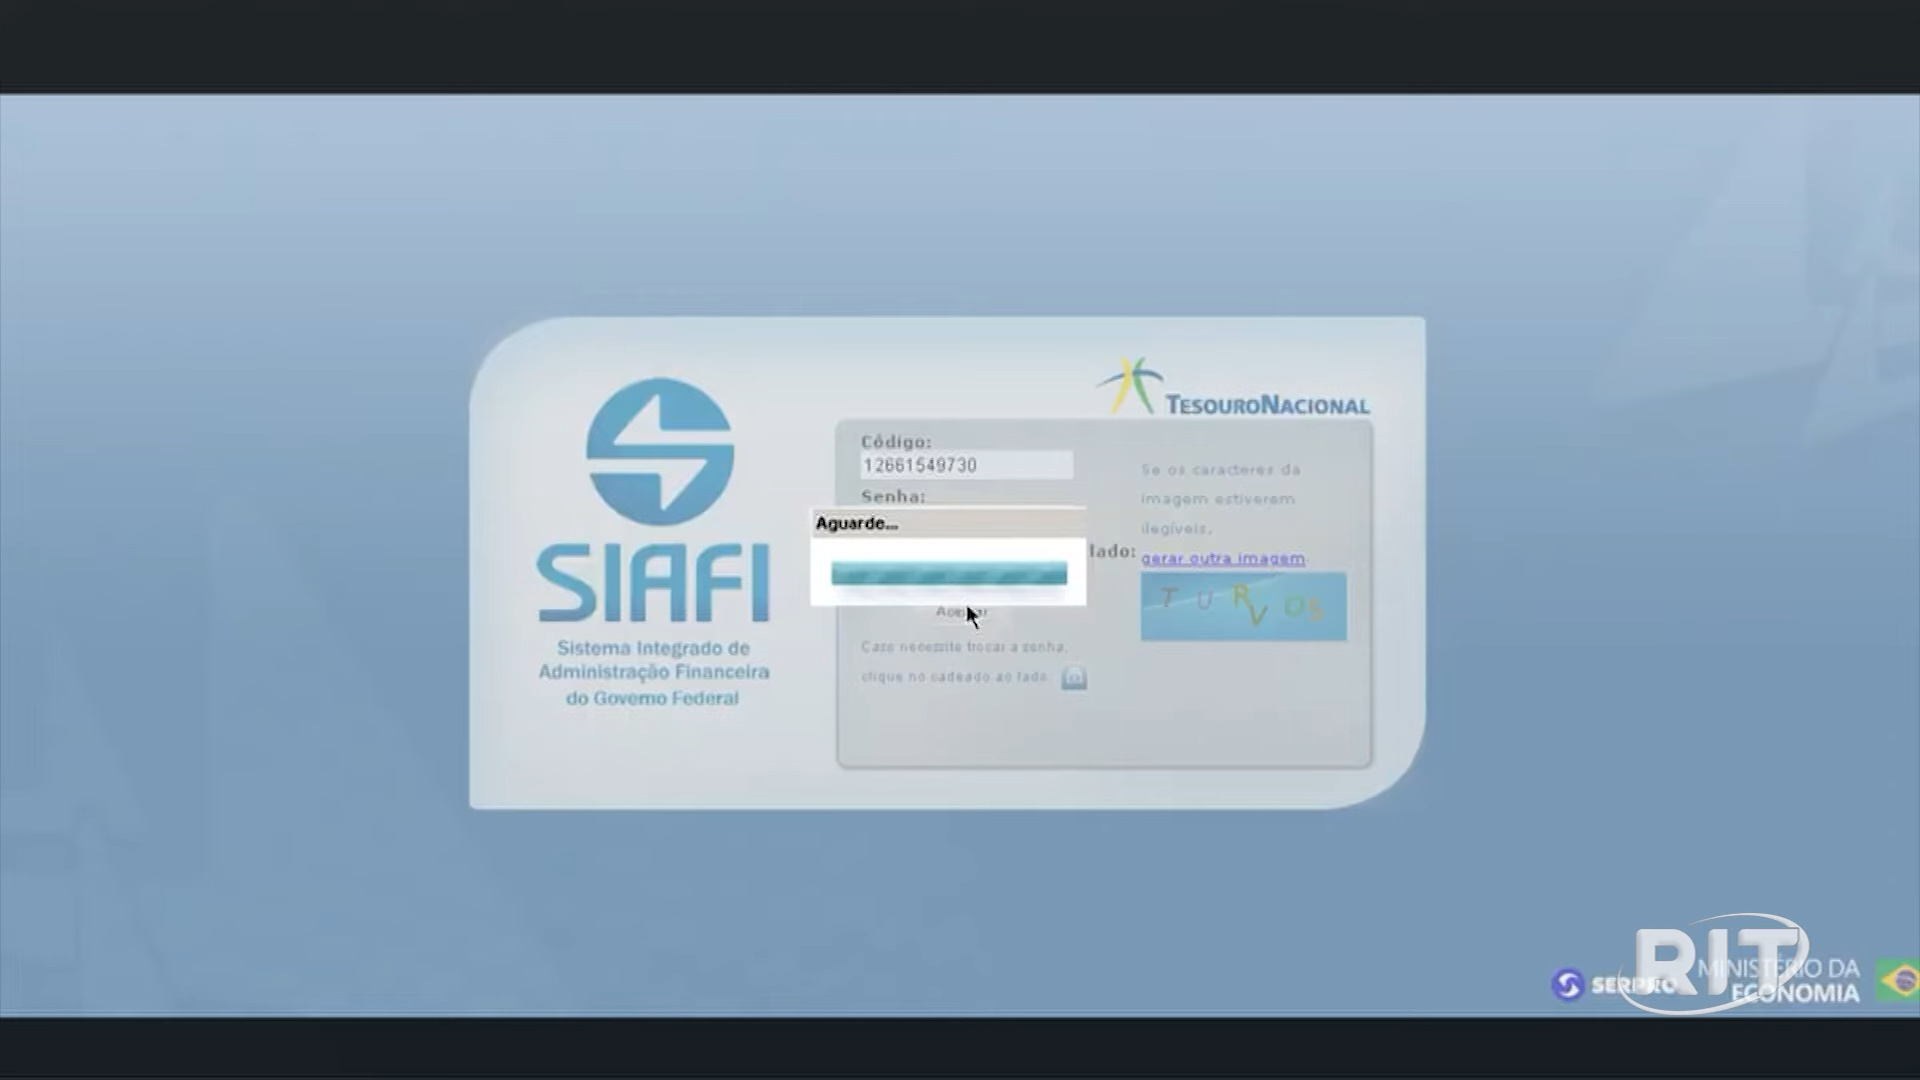 TESOURONACIONAL
Código:
12661549730
Senha:
Aguarde...
lado:
Se os caracteres da
imagem estiverem
ilegíveis,
gerar outra imagem
T U R V O S
Caso necessite trocar a senha,
clique no cadeado ao lado.
SIAFI
Sistema Integrado de
Administração Financeira
do Governo Federal
SERPRO
MINISTÉRIO DA
ECONOMIA
RIT